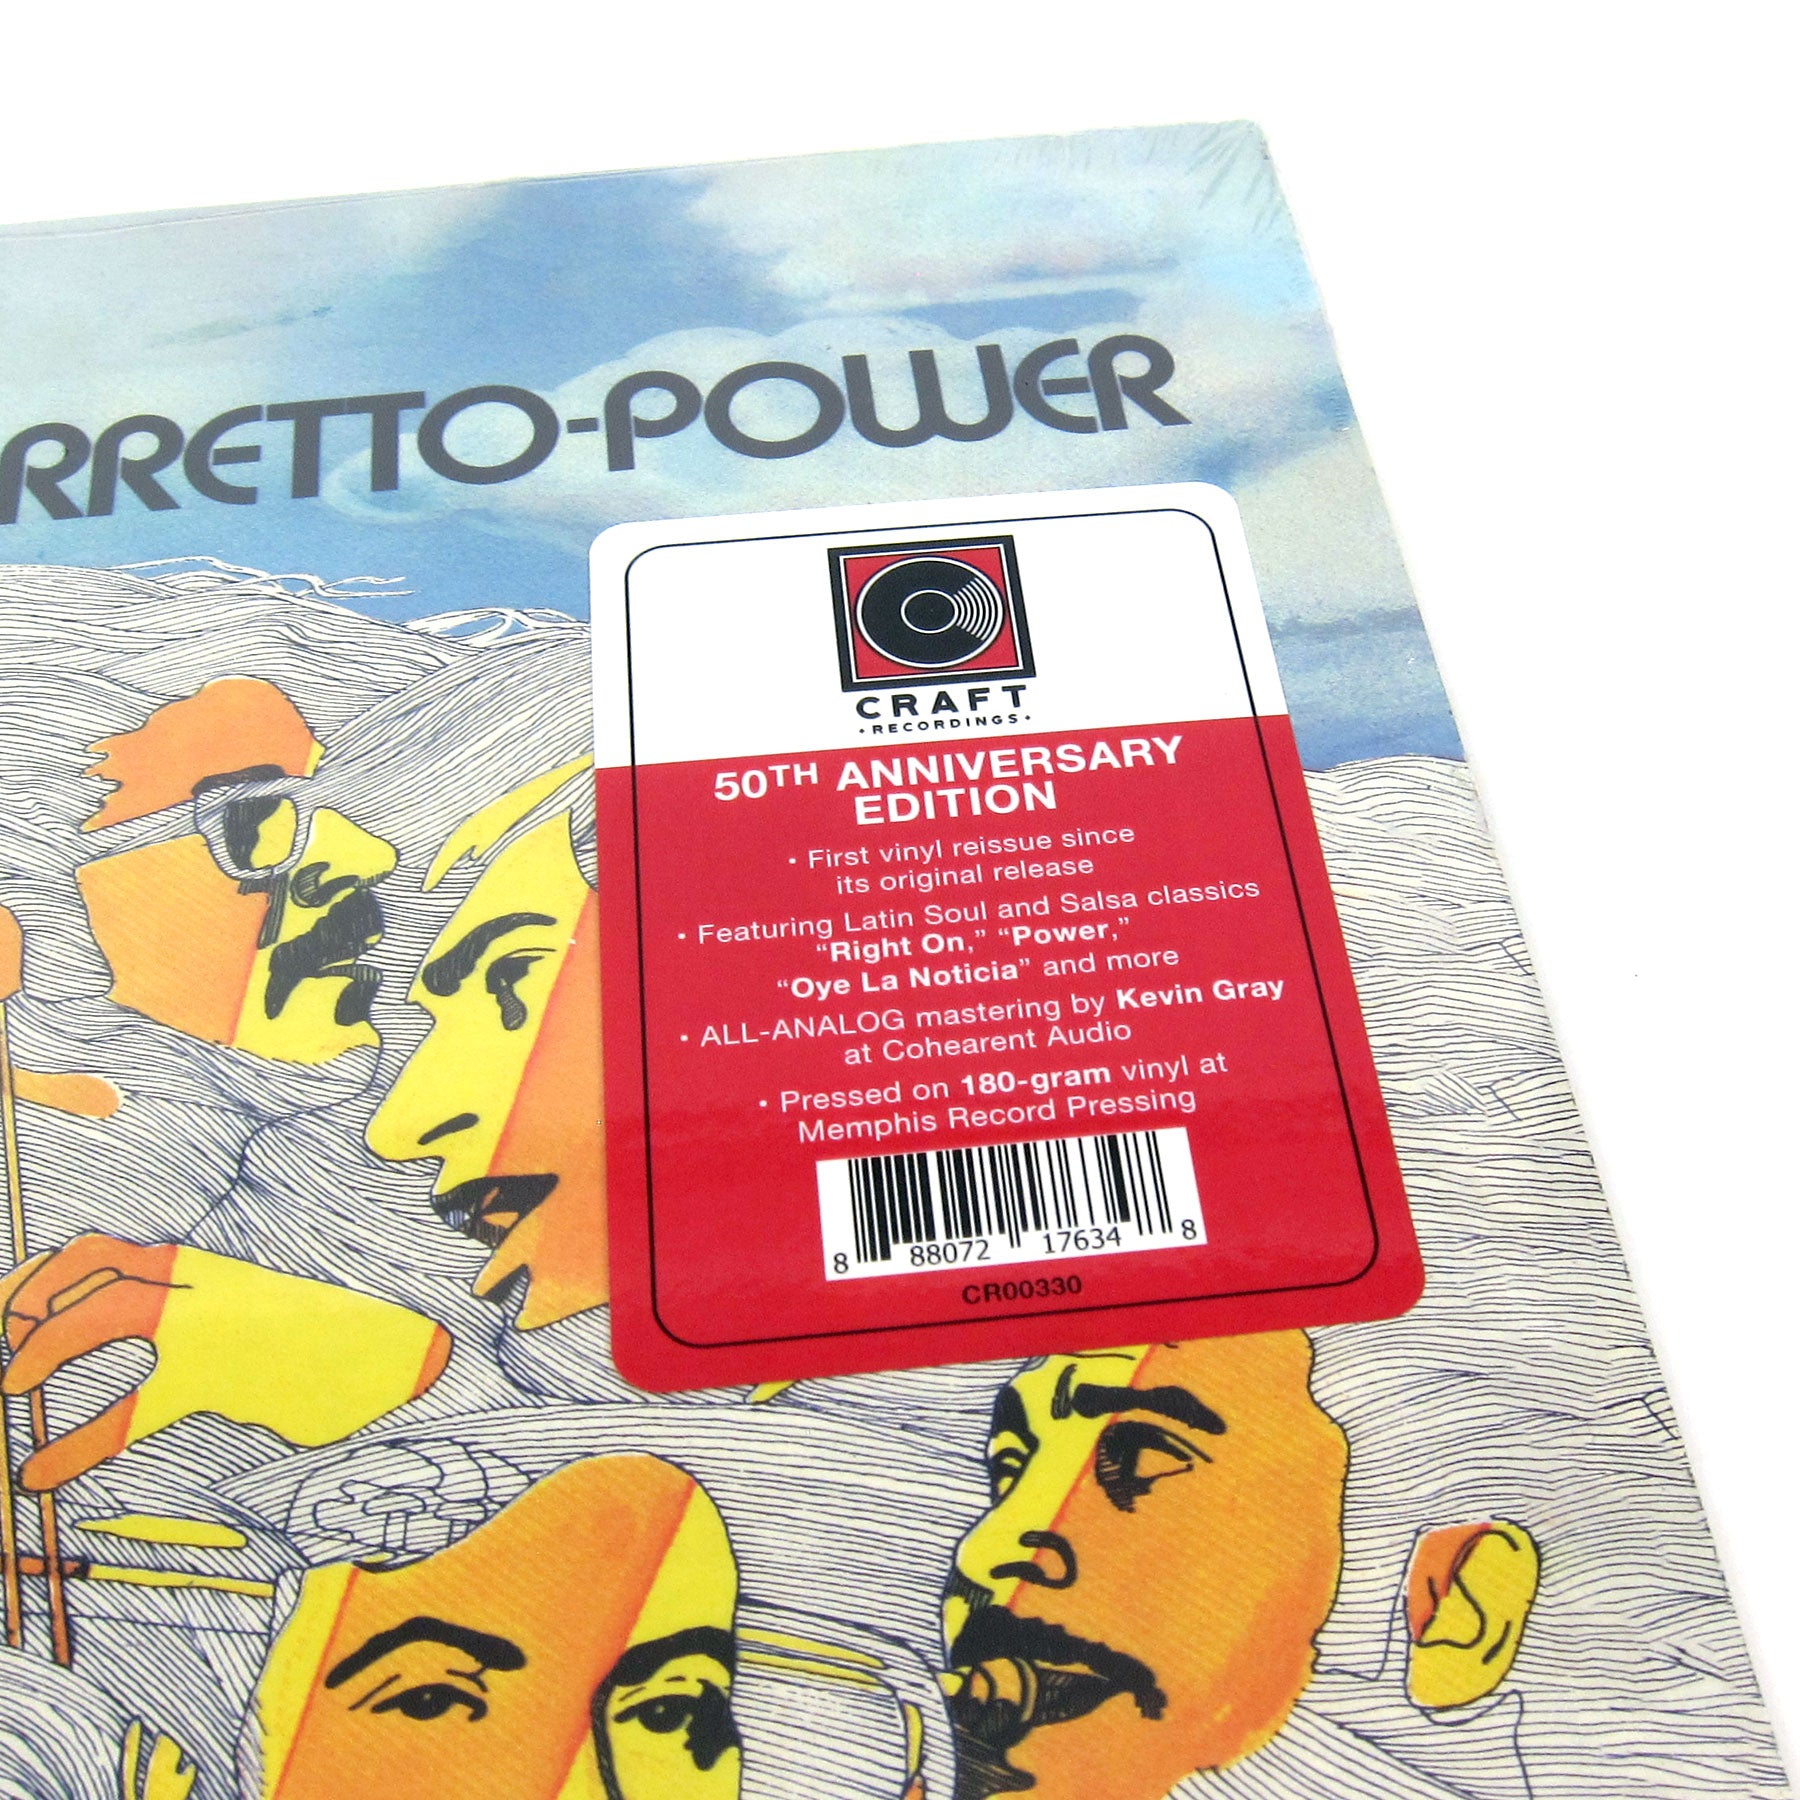 RRETTO-POWER
CRAFT
• RECORDINGS •
50TH ANNIVERSARY
EDITION
• First vinyl reissue since
its original release
• Featuring Latin Soul and Salsa classics
“Right On,” “Power,”
“Oye La Noticia” and more
• ALL-ANALOG mastering by Kevin Gray
at Cohearent Audio
• Pressed on 180-gram vinyl at
Memphis Record Pressing
8 88072 17634 8
CR00330